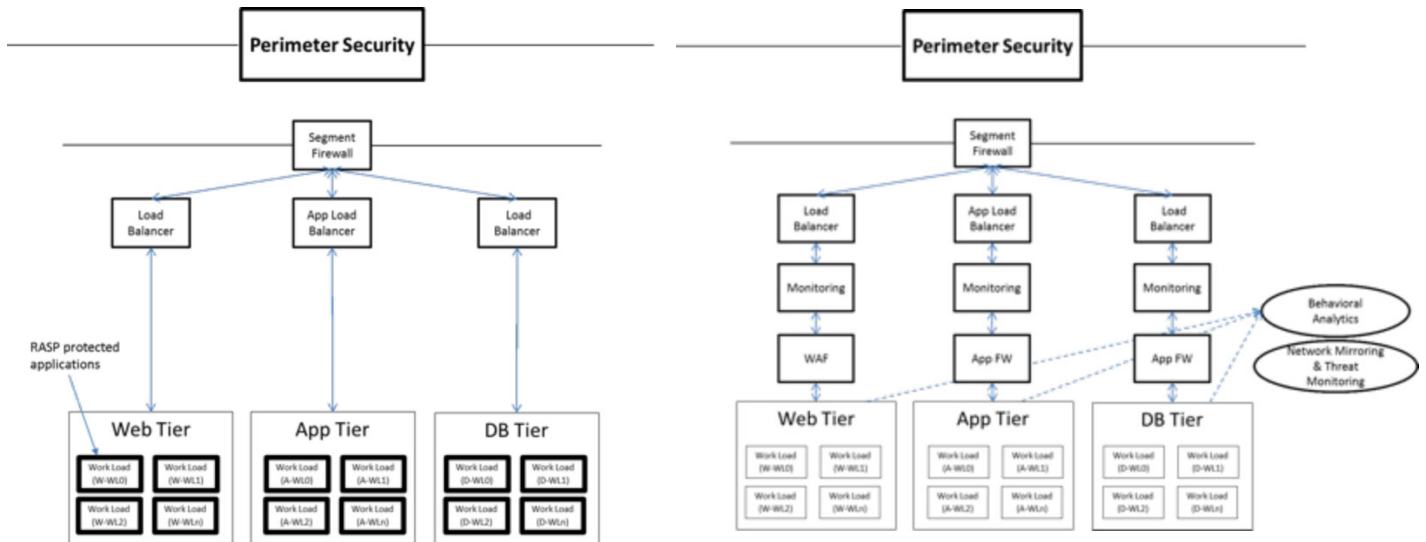 Perimeter Security
Segment
Firewall
Load
Balancer
App Load
Balancer
Load
Balancer
RASP protected
applications
Web Tier
Work Load
(W-WL0)
Work Load
(W-WL1)
Work Load
(W-WL2)
Work Load
(W-WLn)
App Tier
Work Load
(A-WL0)
Work Load
(A-WL1)
Work Load
(A-WL2)
Work Load
(A-WLn)
DB Tier
Work Load
(D-WL0)
Work Load
(D-WL1)
Work Load
(D-WL2)
Work Load
(D-WLn)
Perimeter Security
Segment
Firewall
Load
Balancer
App Load
Balancer
Load
Balancer
Monitoring
Monitoring
Monitoring
Behavioral
Analytics
WAF
App FW
App FW
Network Mirroring
& Threat
Monitoring
Web Tier
Work Load
(W-WL0)
Work Load
(W-WL1)
Work Load
(W-WL2)
Work Load
(W-WLn)
App Tier
Work Load
(A-WL0)
Work Load
(A-WL1)
Work Load
(A-WL2)
Work Load
(A-WLn)
DB Tier
Work Load
(D-WL0)
Work Load
(D-WL1)
Work Load
(D-WL2)
Work Load
(D-WLn)